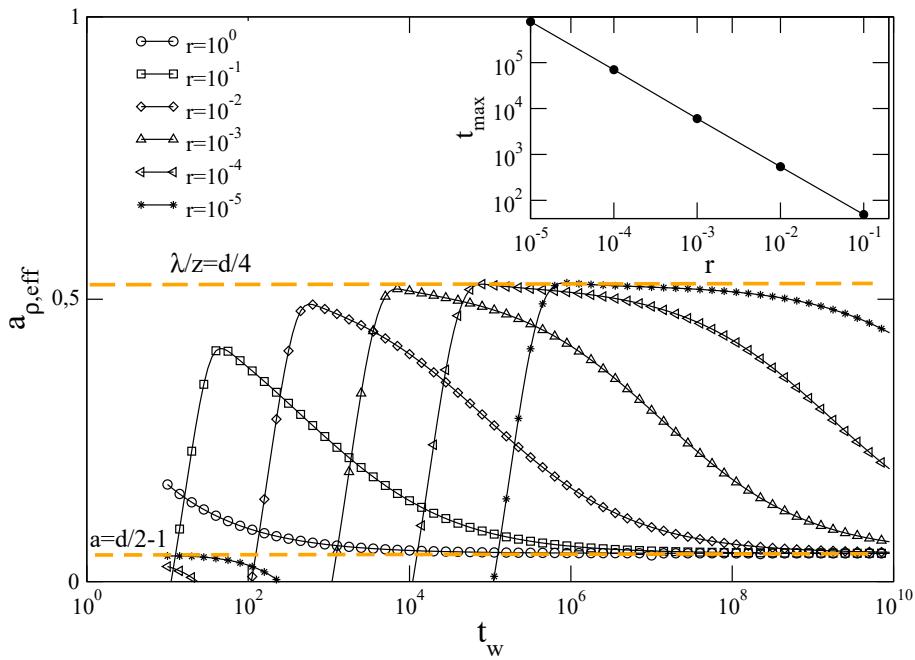 1
r=10^0
r=10^-1
r=10^-2
r=10^-3
r=10^-4
r=10^-5
10^5
10^4
10^3
10^2
t_max
10^-5 10^-4 10^-3 10^-2 10^-1
r
λ/z=d/4
0,5
a_ρ,eff
a=d/2-1
0
10^0 10^2 10^4 10^6 10^8 10^10
t_w